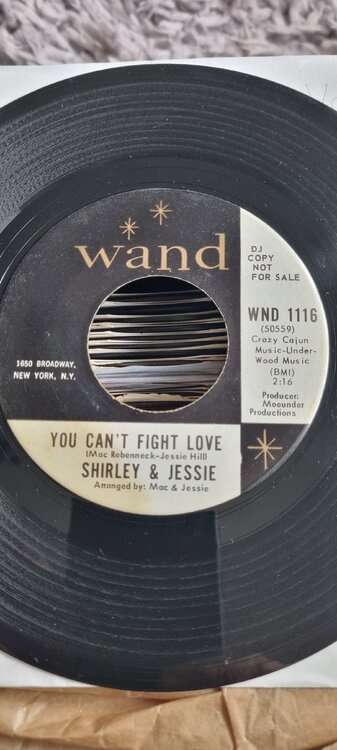 wand
DJ
COPY
NOT
FOR SALE
WND 1116
(50559)
Crazy Cajun
Music-Under-
Wood Music
(BMI)
2:16
Producer:
Maeunder
Productions
1650 BROADWAY,
NEW YORK, N.Y.
YOU CAN'T FIGHT LOVE
(Mac Rebenneck-Jessie Hill)
SHIRLEY & JESSIE
Arranged by: Mac & Jessie